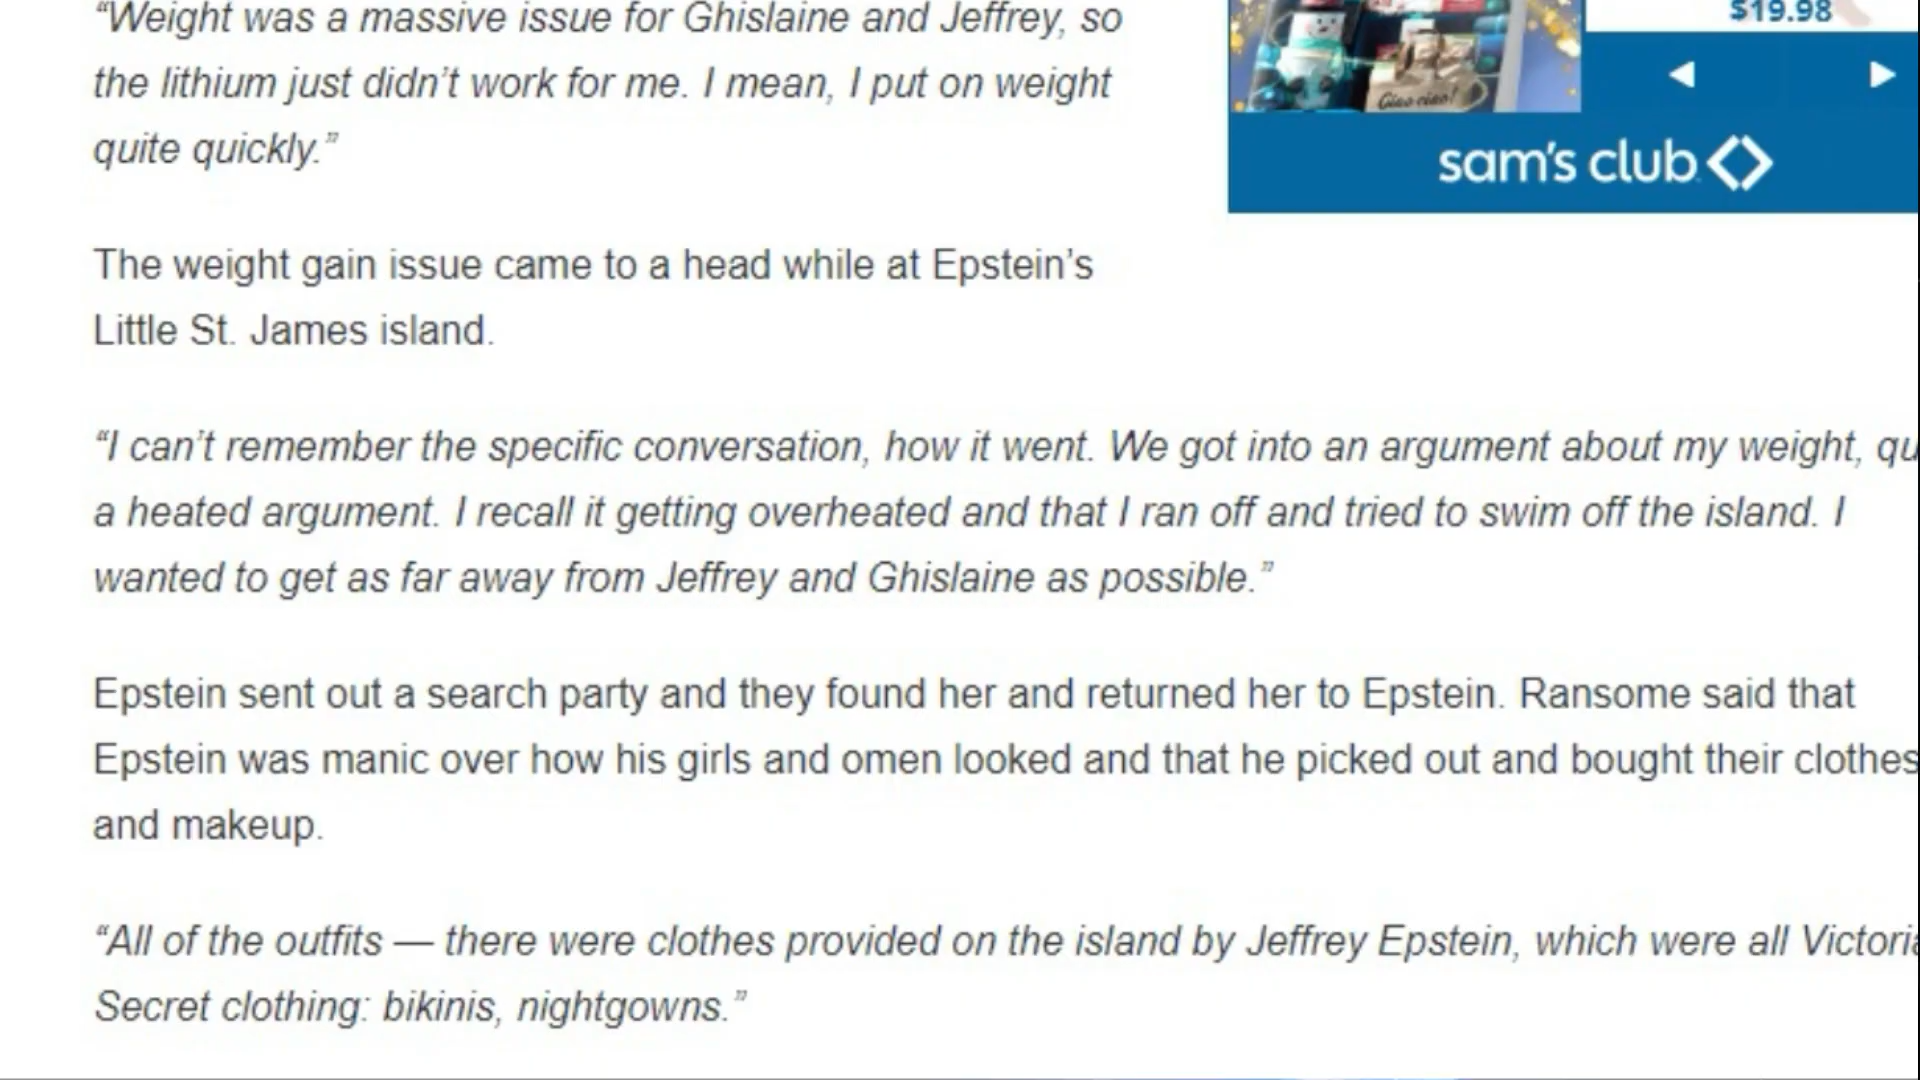 “Weight was a massive issue for Ghislaine and Jeffrey, so
the lithium just didn’t work for me. I mean, I put on weight
quite quickly.”
$19.98
Ciao ciao!
sam’s club
The weight gain issue came to a head while at Epstein’s
Little St. James island.
“I can’t remember the specific conversation, how it went. We got into an argument about my weight, qu
a heated argument. I recall it getting overheated and that I ran off and tried to swim off the island. I
wanted to get as far away from Jeffrey and Ghislaine as possible.”
Epstein sent out a search party and they found her and returned her to Epstein. Ransome said that
Epstein was manic over how his girls and omen looked and that he picked out and bought their clothes
and makeup.
“All of the outfits — there were clothes provided on the island by Jeffrey Epstein, which were all Victoria
Secret clothing: bikinis, nightgowns.”